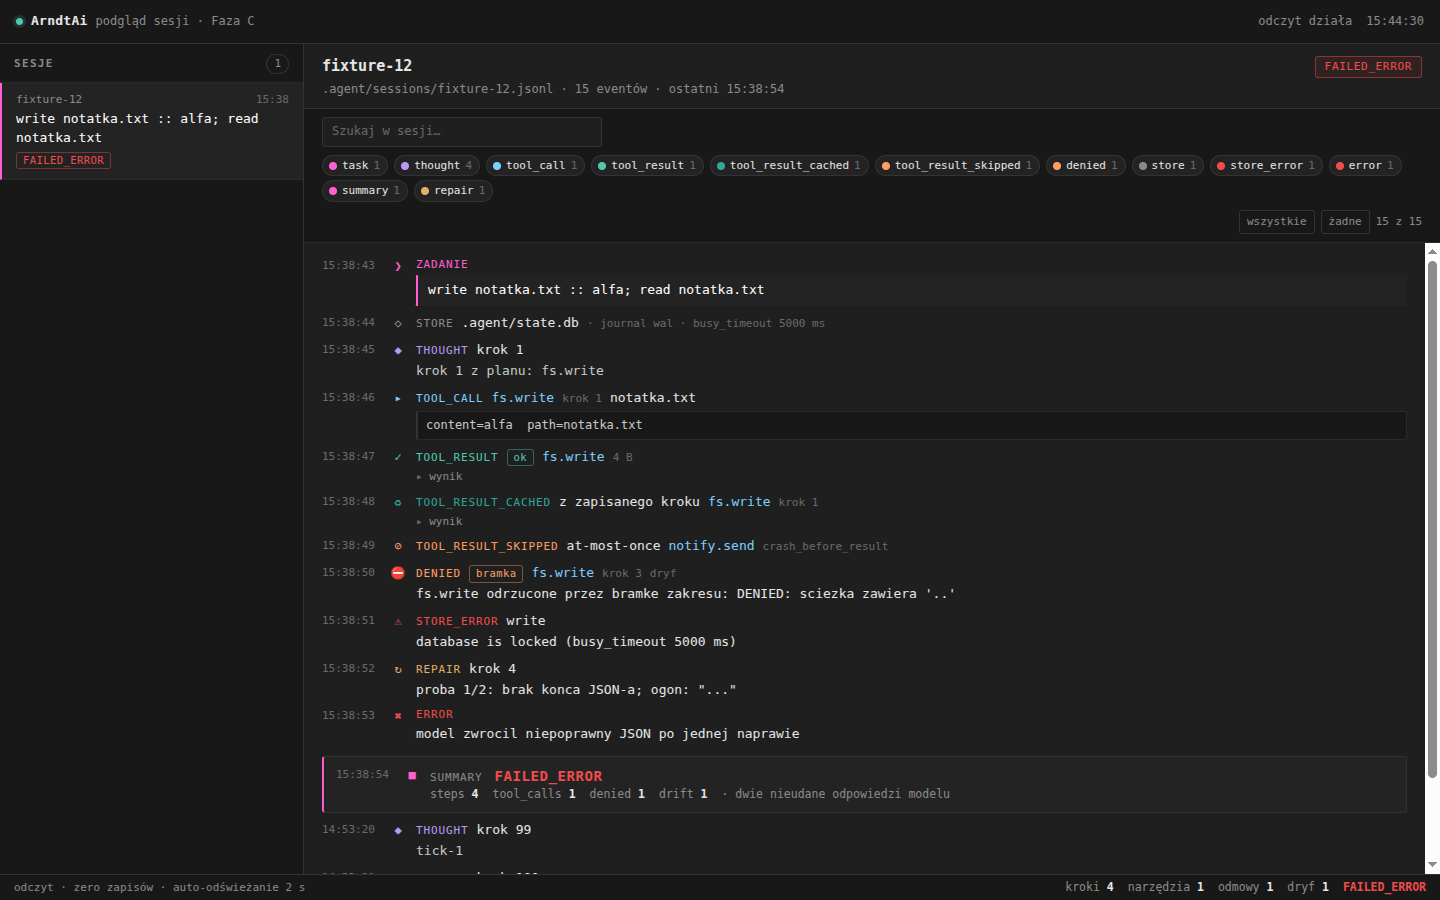 ArndtAi podgląd sesji · Faza C
odczyt działa 15:44:30
SESJE 1
fixture-12 15:38
write notatka.txt :: alfa; read
notatka.txt
FAILED_ERROR
fixture-12
FAILED_ERROR
.agent/sessions/fixture-12.jsonl · 15 eventów · ostatni 15:38:54
Szukaj w sesji…
task 1 thought 4 tool_call 1 tool_result 1 tool_result_cached 1 tool_result_skipped 1 denied 1 store 1 store_error 1 error 1
summary 1 repair 1
wszystkie żadne 15 z 15
15:38:43 ❯ ZADANIE
write notatka.txt :: alfa; read notatka.txt
15:38:44 ◇ STORE .agent/state.db · journal wal · busy_timeout 5000 ms
15:38:45 ◆ THOUGHT krok 1
krok 1 z planu: fs.write
15:38:46 ▸ TOOL_CALL fs.write krok 1 notatka.txt
content=alfa path=notatka.txt
15:38:47 ✓ TOOL_RESULT ok fs.write 4 B
▸ wynik
15:38:48 ♻ TOOL_RESULT_CACHED z zapisanego kroku fs.write krok 1
▸ wynik
15:38:49 ⊘ TOOL_RESULT_SKIPPED at-most-once notify.send crash_before_result
15:38:50 ⛔ DENIED bramka fs.write krok 3 dryf
fs.write odrzucone przez bramke zakresu: DENIED: sciezka zawiera '..'
15:38:51 ⚠ STORE_ERROR write
database is locked (busy_timeout 5000 ms)
15:38:52 ↻ REPAIR krok 4
proba 1/2: brak konca JSON-a; ogon: "..."
15:38:53 ✖ ERROR
model zwrocil niepoprawny JSON po jednej naprawie
15:38:54 ■ SUMMARY FAILED_ERROR
steps 4 tool_calls 1 denied 1 drift 1 · dwie nieudane odpowiedzi modelu
14:53:20 ◆ THOUGHT krok 99
tick-1
odczyt · zero zapisów · auto-odświeżanie 2 s
kroki 4 narzędzia 1 odmowy 1 dryf 1 FAILED_ERROR